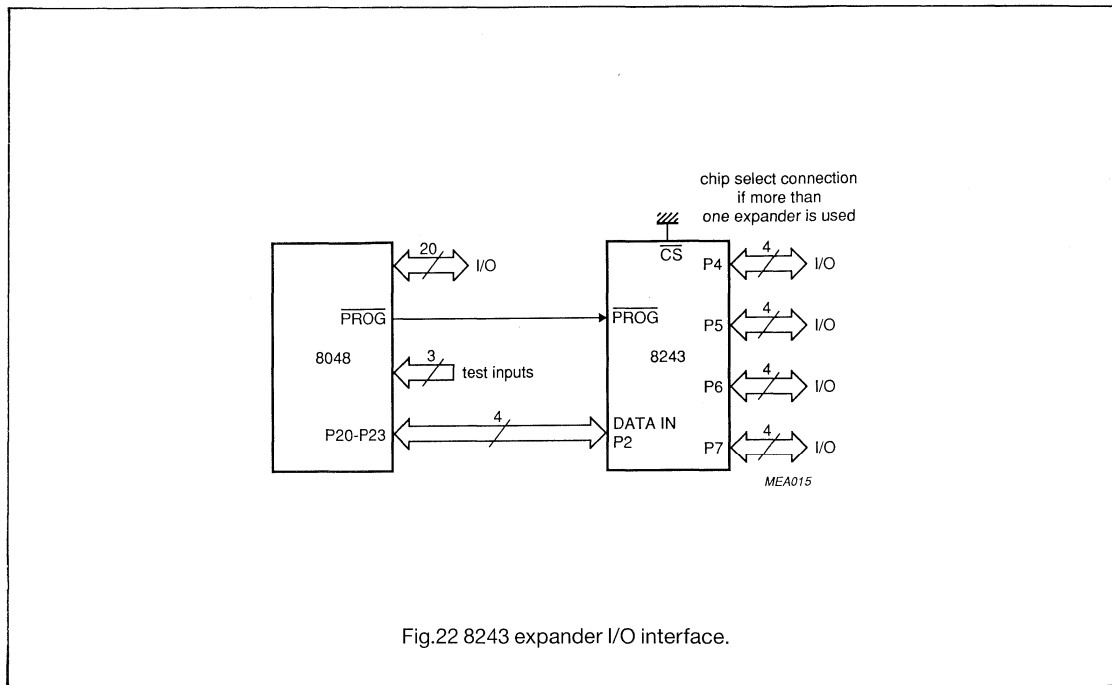 chip select connection
if more than
one expander is used
20
I/O
PROG
8048
3
test inputs
P20-P23
4
CS
PROG
8243
DATA IN
P2
P4
4
I/O
P5
4
I/O
P6
4
I/O
P7
4
I/O
MEA015
Fig.22 8243 expander I/O interface.